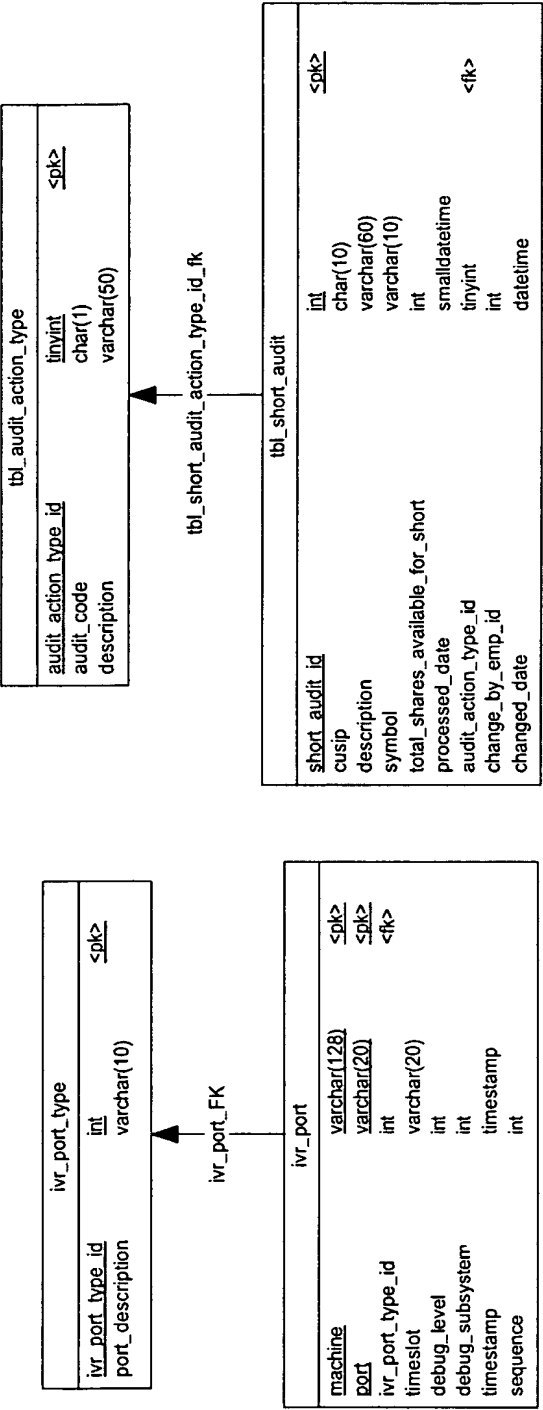 ivr_port_type
ivr_port_type_id int <pk>
port_description varchar(10)
ivr_port_FK
ivr_port
machine varchar(128) <pk>
port varchar(20) <pk>
ivr_port_type_id int <fk>
timeslot varchar(20)
debug_level int
debug_subsystem int
timestamp timestamp
sequence int
tbl_audit_action_type
audit_action_type_id tinyint <pk>
audit_code char(1)
description varchar(50)
tbl_short_audit_action_type_id_fk
tbl_short_audit
short_audit_id int <pk>
cusip char(10)
description varchar(60)
symbol varchar(10)
total_shares_available_for_short int
processed_date smalldatetime
audit_action_type_id tinyint <fk>
change_by_emp_id int
changed_date datetime